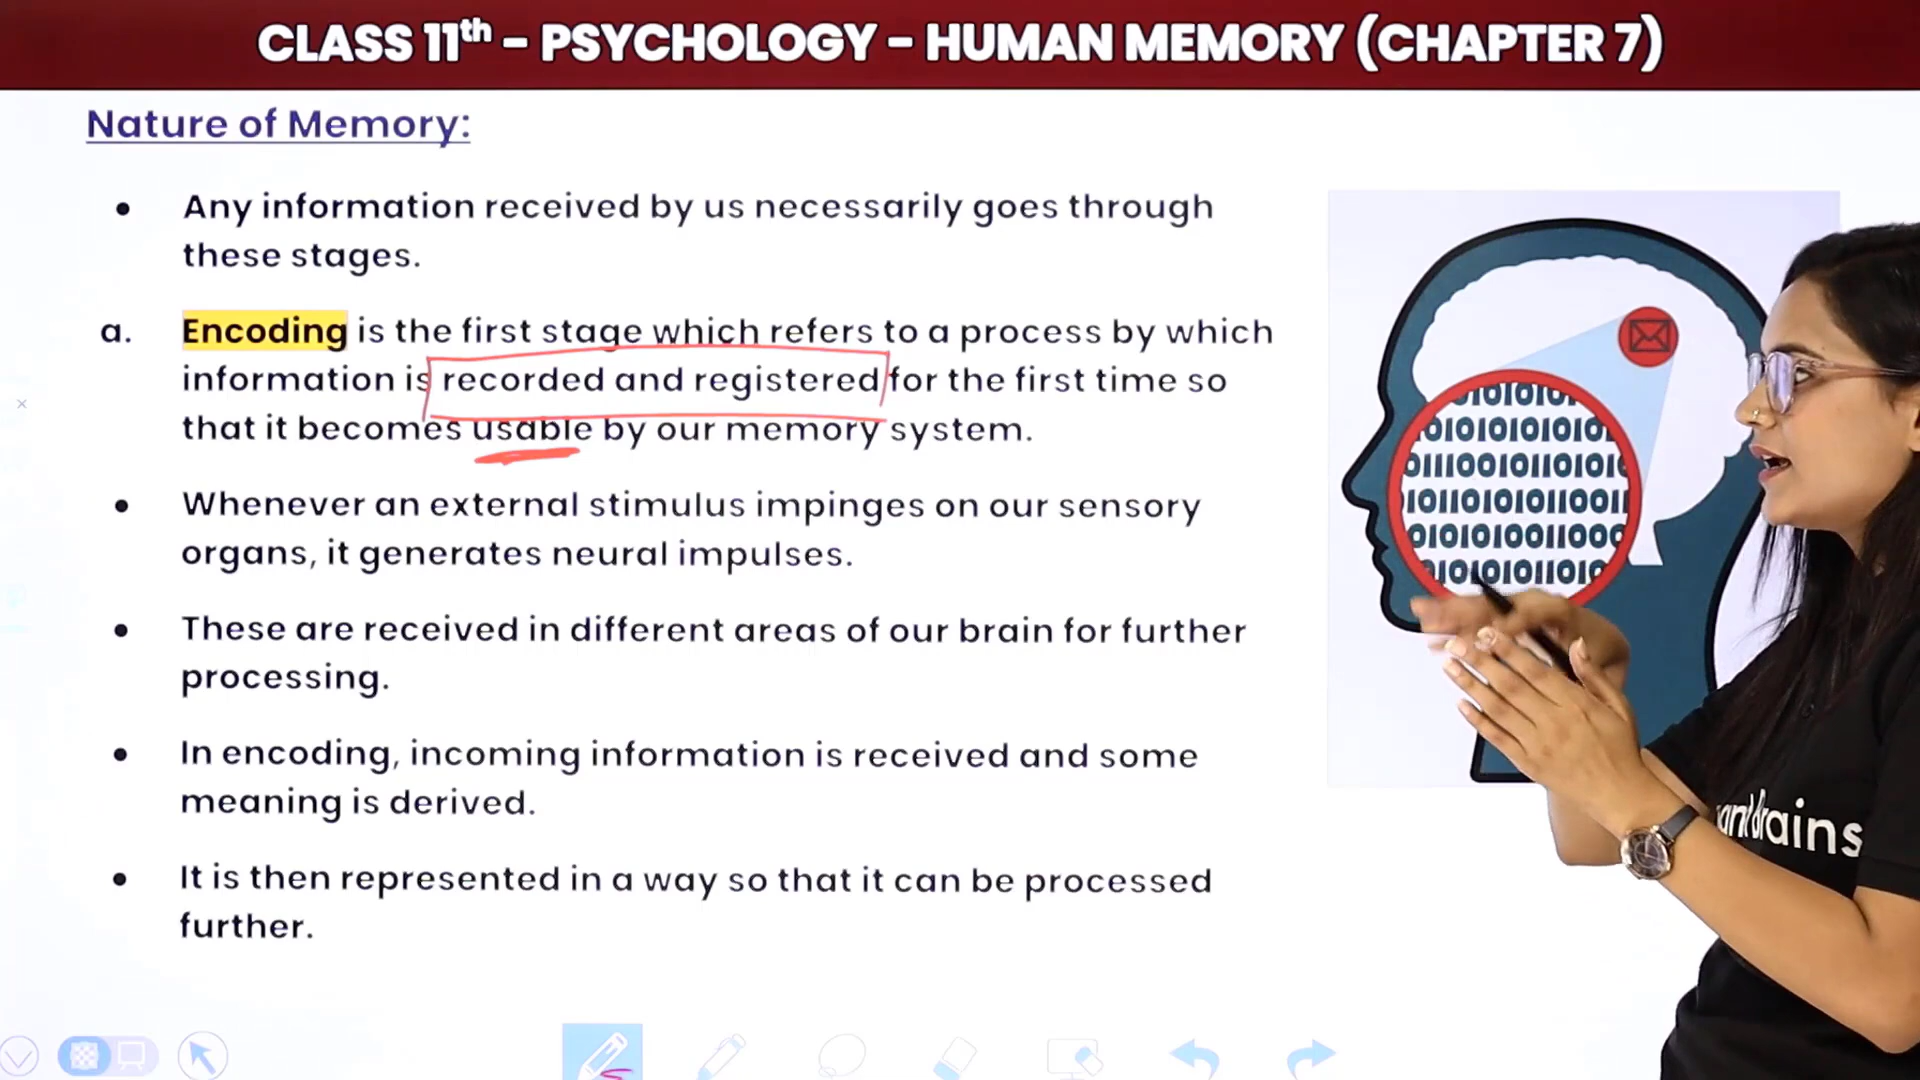 CLASS 11th - PSYCHOLOGY - HUMAN MEMORY (CHAPTER 7)
Nature of Memory:
• Any information received by us necessarily goes through
these stages.
a. Encoding is the first stage which refers to a process by which
information is recorded and registered for the first time so
that it becomes usable by our memory system.
• Whenever an external stimulus impinges on our sensory
organs, it generates neural impulses.
• These are received in different areas of our brain for further
processing.
• In encoding, incoming information is received and some
meaning is derived.
• It is then represented in a way so that it can be processed
further.